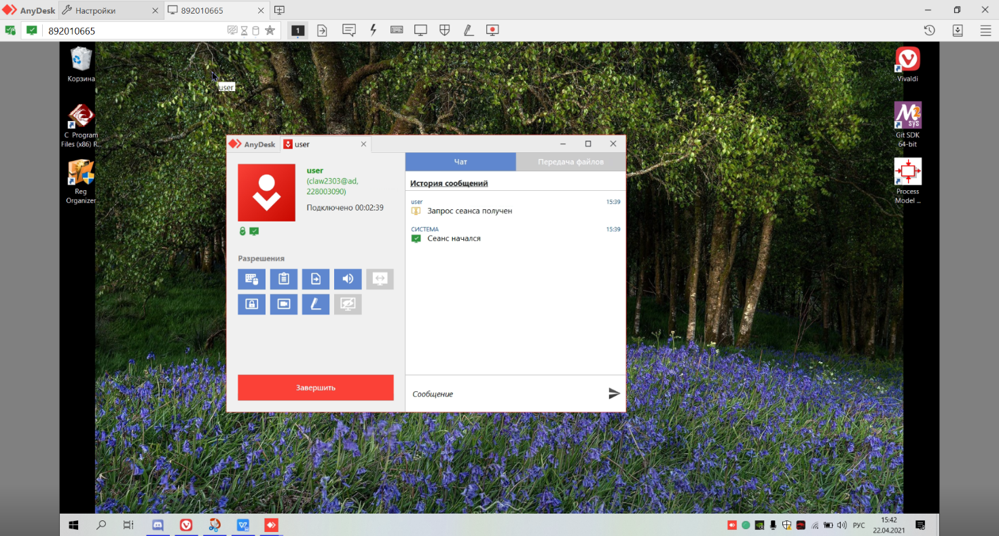 AnyDesk
Настройки
892010665
892010665
1
Корзина
user
C Program
Files (x86) R...
Reg
Organizer
Vivaldi
M2
SYS
Git SDK
64-bit
Process
Model ...
AnyDesk
user
user
(claw2303@ad,
228003090)
Подключено 00:02:39
Разрешения
Завершить
Чат
Передача файлов
История сообщений
user
15:39
Запрос сеанса получен
СИСТЕМА
15:39
Сеанс начался
Сообщение
РУС
15:42
22.04.2021